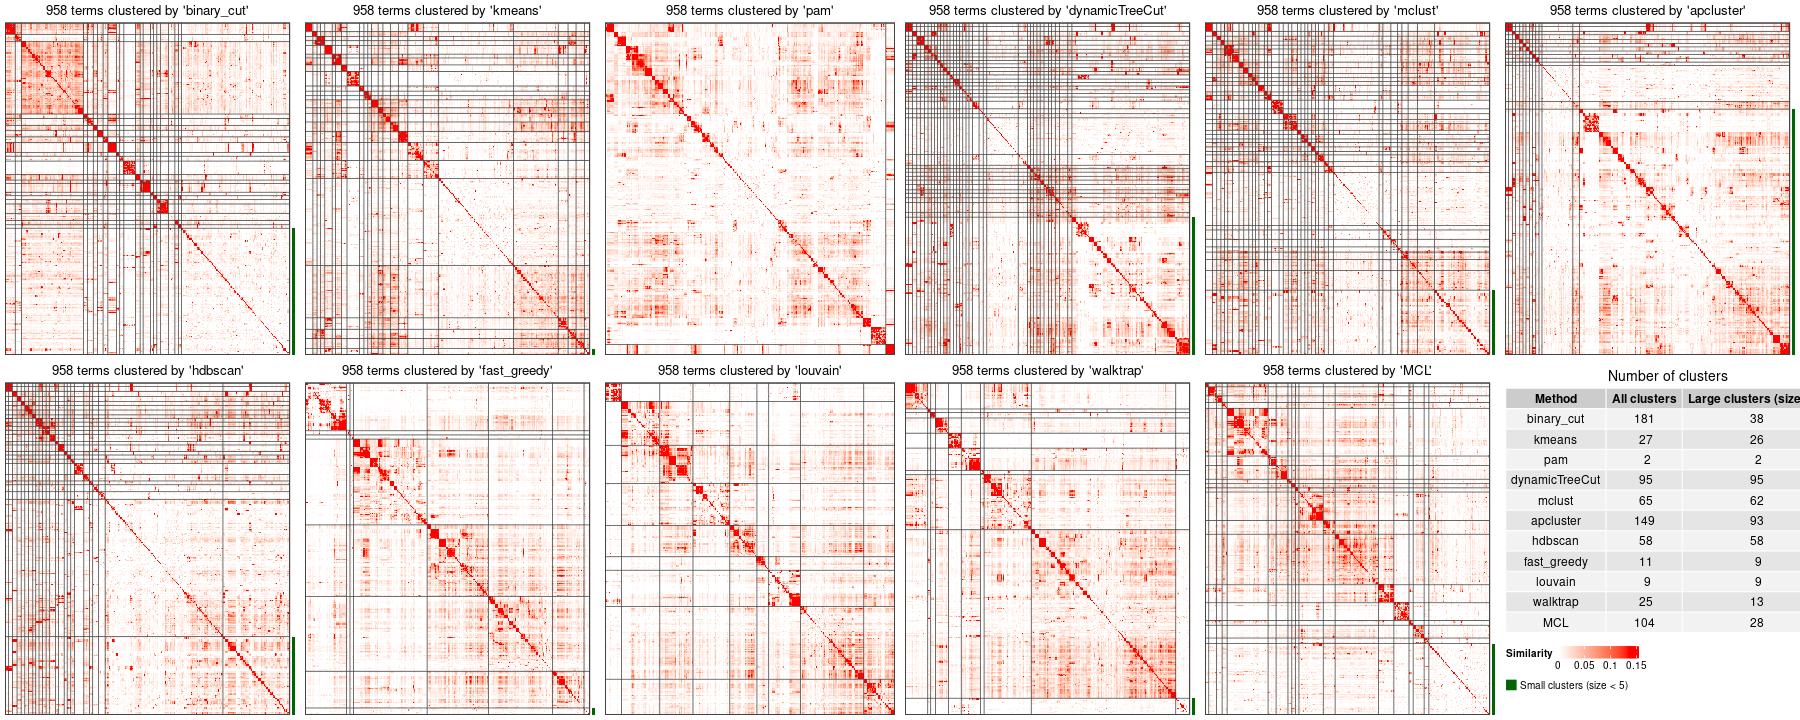 958 terms clustered by 'binary_cut'
958 terms clustered by 'kmeans'
958 terms clustered by 'pam'
958 terms clustered by 'dynamicTreeCut'
958 terms clustered by 'mclust'
958 terms clustered by 'apcluster'
958 terms clustered by 'hdbscan'
958 terms clustered by 'fast_greedy'
958 terms clustered by 'louvain'
958 terms clustered by 'walktrap'
958 terms clustered by 'MCL'
Number of clusters
Method All clusters Large clusters (size
binary_cut 181 38
kmeans 27 26
pam 2 2
dynamicTreeCut 95 95
mclust 65 62
apcluster 149 93
hdbscan 58 58
fast_greedy 11 9
louvain 9 9
walktrap 25 13
MCL 104 28
Similarity
0 0.05 0.1 0.15
Small clusters (size < 5)